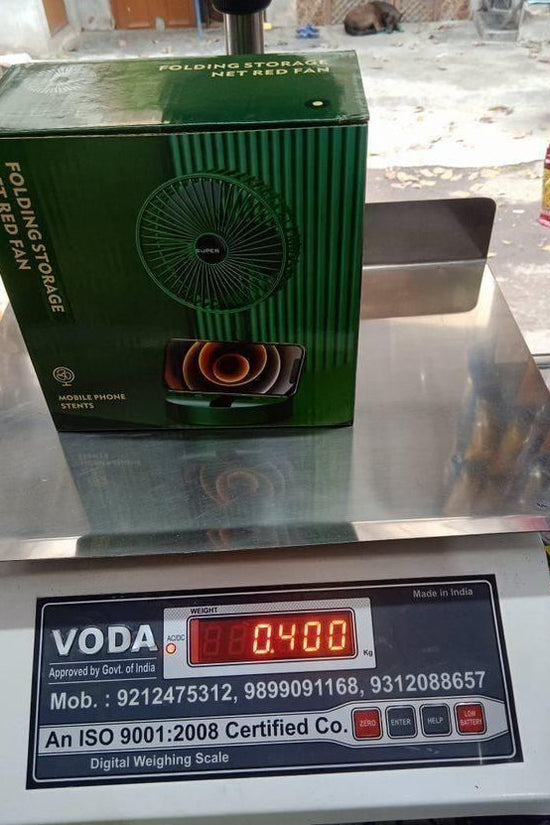 FOLDING STORAGE
NET RED FAN
FOLDING STORAGE
NET RED FAN
SUPER
MOBILE PHONE
STENTS
Made in India
WEIGHT
VODA
AC/DC
0.400
Kg
Approved by Govt. of India
Mob. : 9212475312, 9899091168, 9312088657
An ISO 9001:2008 Certified Co.
ZERO
ENTER
HELP
LOW
BATTERY
Digital Weighing Scale